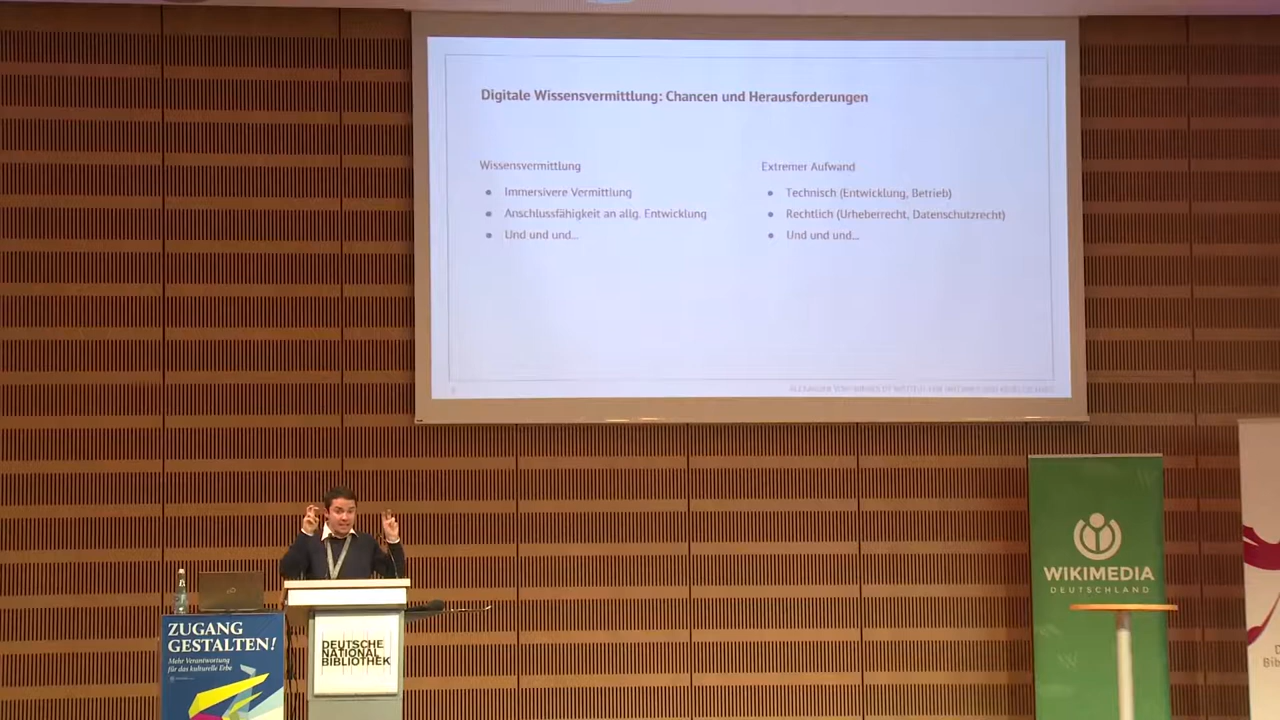 Digitale Wissensvermittlung: Chancen und Herausforderungen
Wissensvermittlung
● Immersivere Vermittlung
● Anschlussfähigkeit an allg. Entwicklung
● Und und und...
Extremer Aufwand
● Technisch (Entwicklung, Betrieb)
● Rechtlich (Urheberrecht, Datenschutzrecht)
● Und und und...
ZUGANG
GESTALTEN!
Mehr Verantwortung
für das kulturelle Erbe
DEUTSCHE
NATIONAL
BIBLIOTHEK
WIKIMEDIA
DEUTSCHLAND